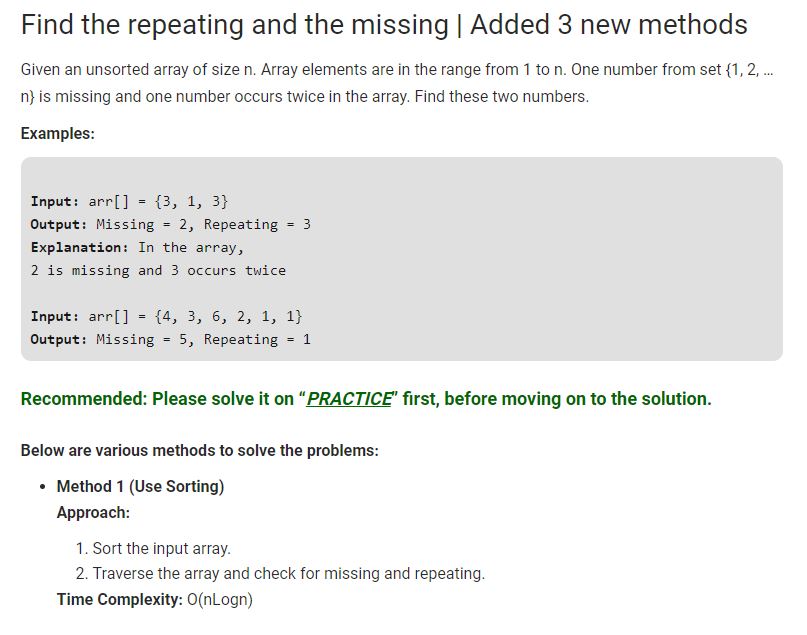 Find the repeating and the missing | Added 3 new methods
Given an unsorted array of size n. Array elements are in the range from 1 to n. One number from set {1, 2, …
n} is missing and one number occurs twice in the array. Find these two numbers.
Examples:
Input: arr[] = {3, 1, 3}
Output: Missing = 2, Repeating = 3
Explanation: In the array,
2 is missing and 3 occurs twice
Input: arr[] = {4, 3, 6, 2, 1, 1}
Output: Missing = 5, Repeating = 1
Recommended: Please solve it on “PRACTICE” first, before moving on to the solution.
Below are various methods to solve the problems:
• Method 1 (Use Sorting)
Approach:
1. Sort the input array.
2. Traverse the array and check for missing and repeating.
Time Complexity: O(nLogn)